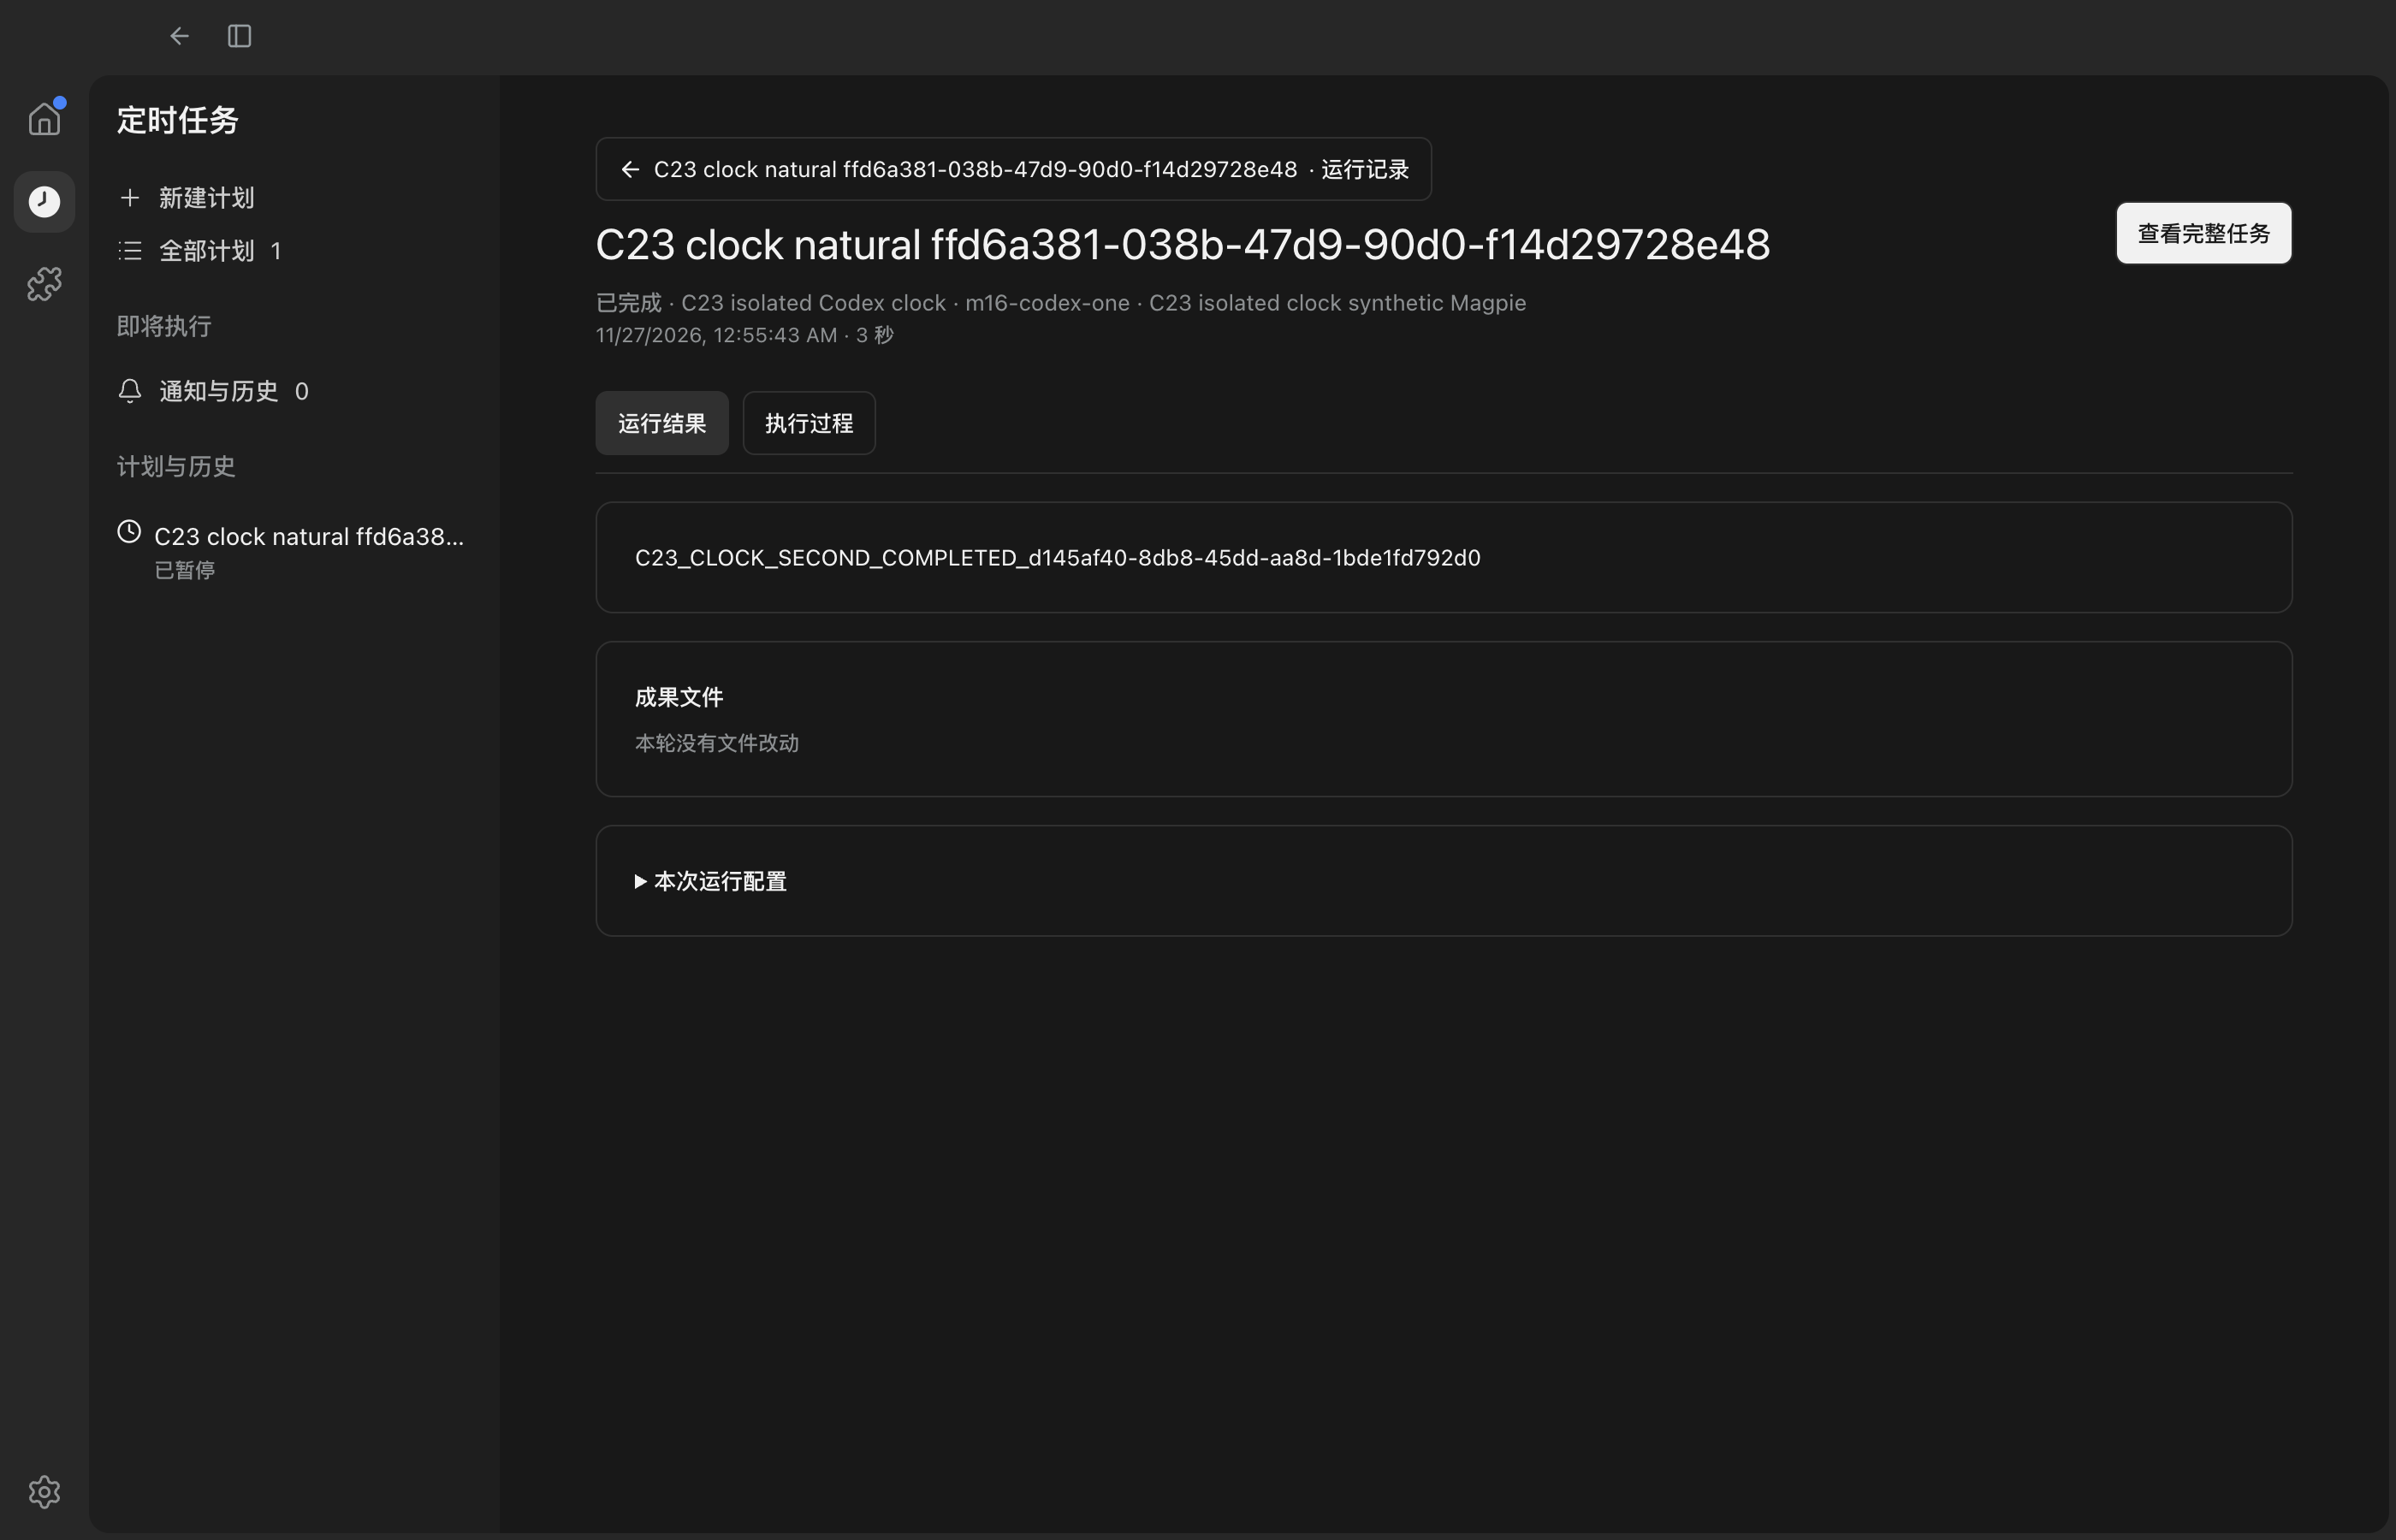 定时任务
新建计划
全部计划 1
即将执行
通知与历史 0
计划与历史
C23 clock natural ffd6a38...
已暂停
C23 clock natural ffd6a381-038b-47d9-90d0-f14d29728e48 · 运行记录
C23 clock natural ffd6a381-038b-47d9-90d0-f14d29728e48
查看完整任务
已完成 · C23 isolated Codex clock · m16-codex-one · C23 isolated clock synthetic Magpie
11/27/2026, 12:55:43 AM · 3 秒
运行结果
执行过程
C23_CLOCK_SECOND_COMPLETED_d145af40-8db8-45dd-aa8d-1bde1fd792d0
成果文件
本轮没有文件改动
本次运行配置